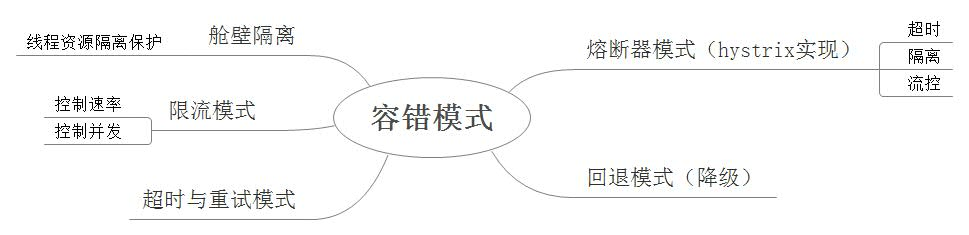 容错模式
舱壁隔离
线程资源隔离保护
限流模式
控制速率
控制并发
超时与重试模式
熔断器模式（hystrix实现）
超时
隔离
流控
回退模式（降级）